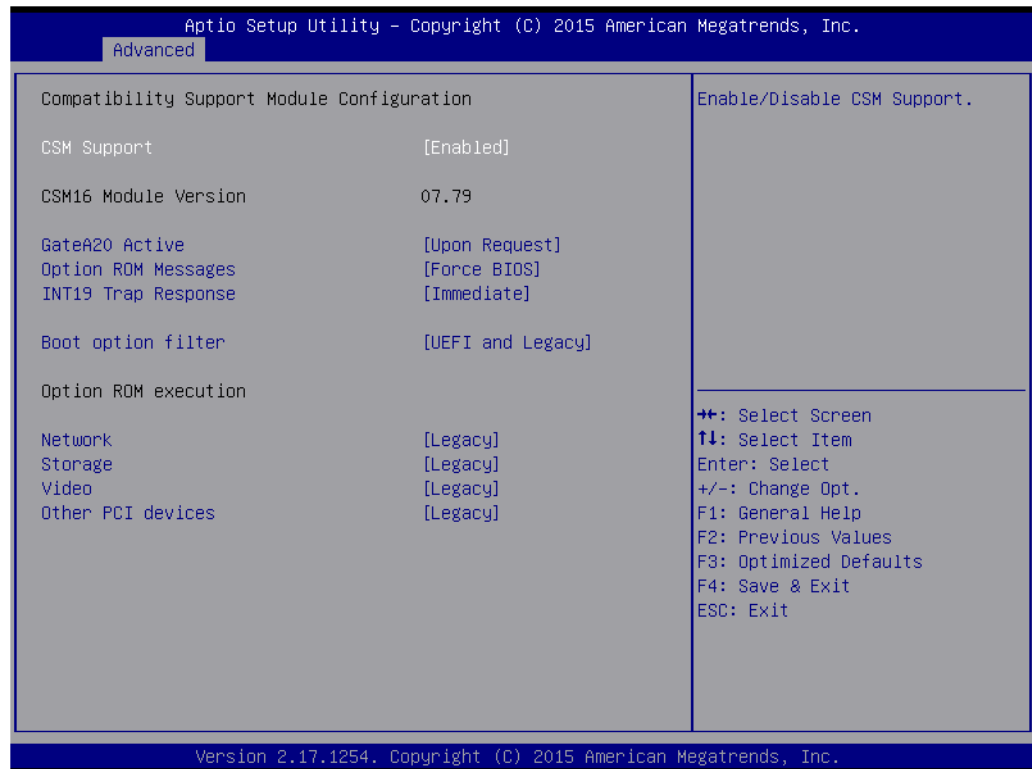 Aptio Setup Utility – Copyright (C) 2015 American Megatrends, Inc.
Advanced
Compatibility Support Module Configuration
CSM Support [Enabled]
CSM16 Module Version 07.79
GateA20 Active [Upon Request]
Option ROM Messages [Force BIOS]
INT19 Trap Response [Immediate]
Boot option filter [UEFI and Legacy]
Option ROM execution
Network [Legacy]
Storage [Legacy]
Video [Legacy]
Other PCI devices [Legacy]
Enable/Disable CSM Support.
→←: Select Screen
↑↓: Select Item
Enter: Select
+/-: Change Opt.
F1: General Help
F2: Previous Values
F3: Optimized Defaults
F4: Save & Exit
ESC: Exit
Version 2.17.1254. Copyright (C) 2015 American Megatrends, Inc.